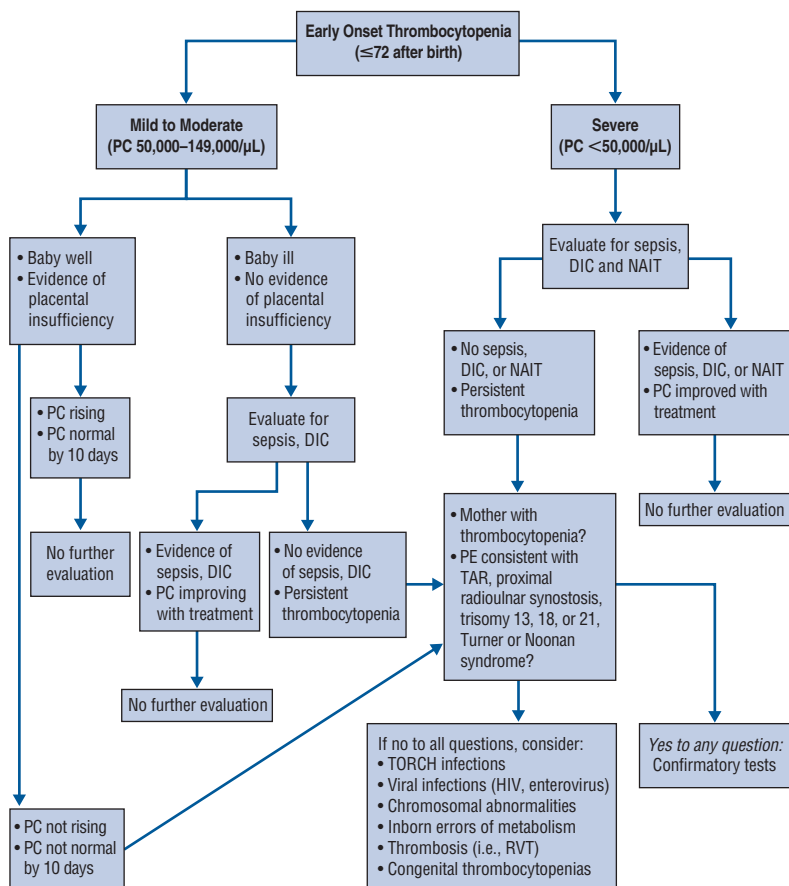 Early Onset Thrombocytopenia
(≤72 after birth)
Mild to Moderate
(PC 50,000–149,000/µL)
Severe
(PC <50,000/µL)
• Baby well
• Evidence of
placental
insufficiency
• Baby ill
• No evidence
of placental
insufficiency
Evaluate for sepsis,
DIC and NAIT
• PC rising
• PC normal
by 10 days
Evaluate for
sepsis, DIC
• No sepsis,
DIC, or NAIT
• Persistent
thrombocytopenia
• Evidence of
sepsis, DIC, or NAIT
• PC improved with
treatment
No further
evaluation
• Evidence of
sepsis, DIC
• PC improving
with treatment
• No evidence
of sepsis, DIC
• Persistent
thrombocytopenia
• Mother with
thrombocytopenia?
• PE consistent with
TAR, proximal
radioulnar synostosis,
trisomy 13, 18, or 21,
Turner or Noonan
syndrome?
No further evaluation
No further evaluation
• PC not rising
• PC not normal
by 10 days
If no to all questions, consider:
• TORCH infections
• Viral infections (HIV, enterovirus)
• Chromosomal abnormalities
• Inborn errors of metabolism
• Thrombosis (i.e., RVT)
• Congenital thrombocytopenias
Yes to any question:
Confirmatory tests